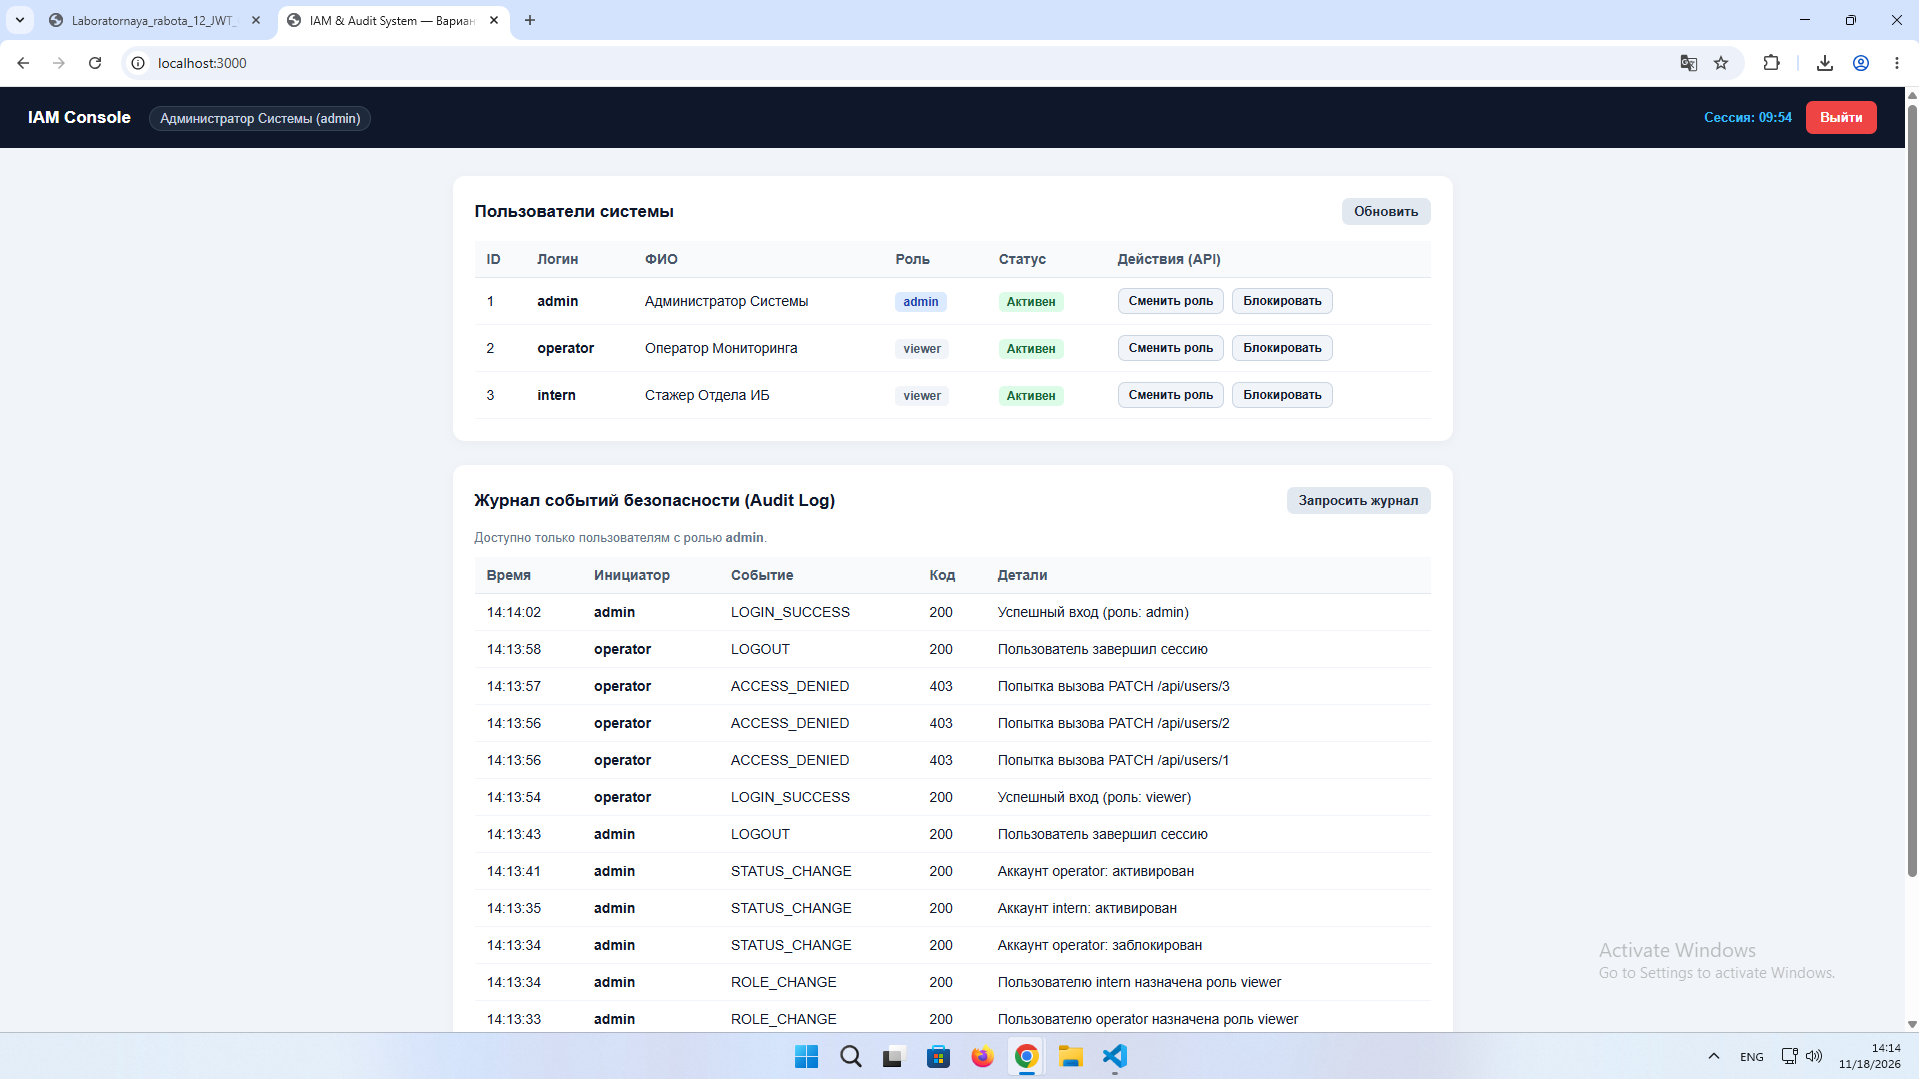 Laboratornaya_rabota_12_JWT_
IAM & Audit System — Вариан
localhost:3000
IAM Console
Администратор Системы (admin)
Сессия: 09:54
Выйти
Пользователи системы
Обновить
ID Логин ФИО Роль Статус Действия (API)
1 admin Администратор Системы admin Активен Сменить роль Блокировать
2 operator Оператор Мониторинга viewer Активен Сменить роль Блокировать
3 intern Стажер Отдела ИБ viewer Активен Сменить роль Блокировать
Журнал событий безопасности (Audit Log)
Запросить журнал
Доступно только пользователям с ролью admin.
Время Инициатор Событие Код Детали
14:14:02 admin LOGIN_SUCCESS 200 Успешный вход (роль: admin)
14:13:58 operator LOGOUT 200 Пользователь завершил сессию
14:13:57 operator ACCESS_DENIED 403 Попытка вызова PATCH /api/users/3
14:13:56 operator ACCESS_DENIED 403 Попытка вызова PATCH /api/users/2
14:13:56 operator ACCESS_DENIED 403 Попытка вызова PATCH /api/users/1
14:13:54 operator LOGIN_SUCCESS 200 Успешный вход (роль: viewer)
14:13:43 admin LOGOUT 200 Пользователь завершил сессию
14:13:41 admin STATUS_CHANGE 200 Аккаунт operator: активирован
14:13:35 admin STATUS_CHANGE 200 Аккаунт intern: активирован
14:13:34 admin STATUS_CHANGE 200 Аккаунт operator: заблокирован
14:13:34 admin ROLE_CHANGE 200 Пользователю intern назначена роль viewer
14:13:33 admin ROLE_CHANGE 200 Пользователю operator назначена роль viewer
Activate Windows
Go to Settings to activate Windows.
ENG
14:14
11/18/2026